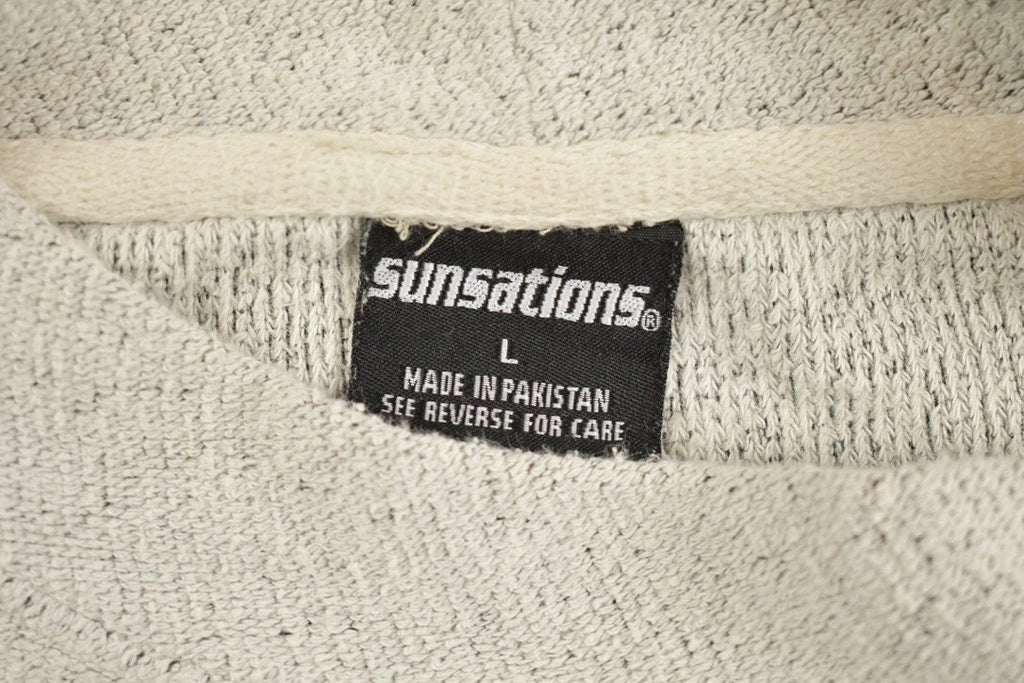 sunsations®
L
MADE IN PAKISTAN
SEE REVERSE FOR CARE